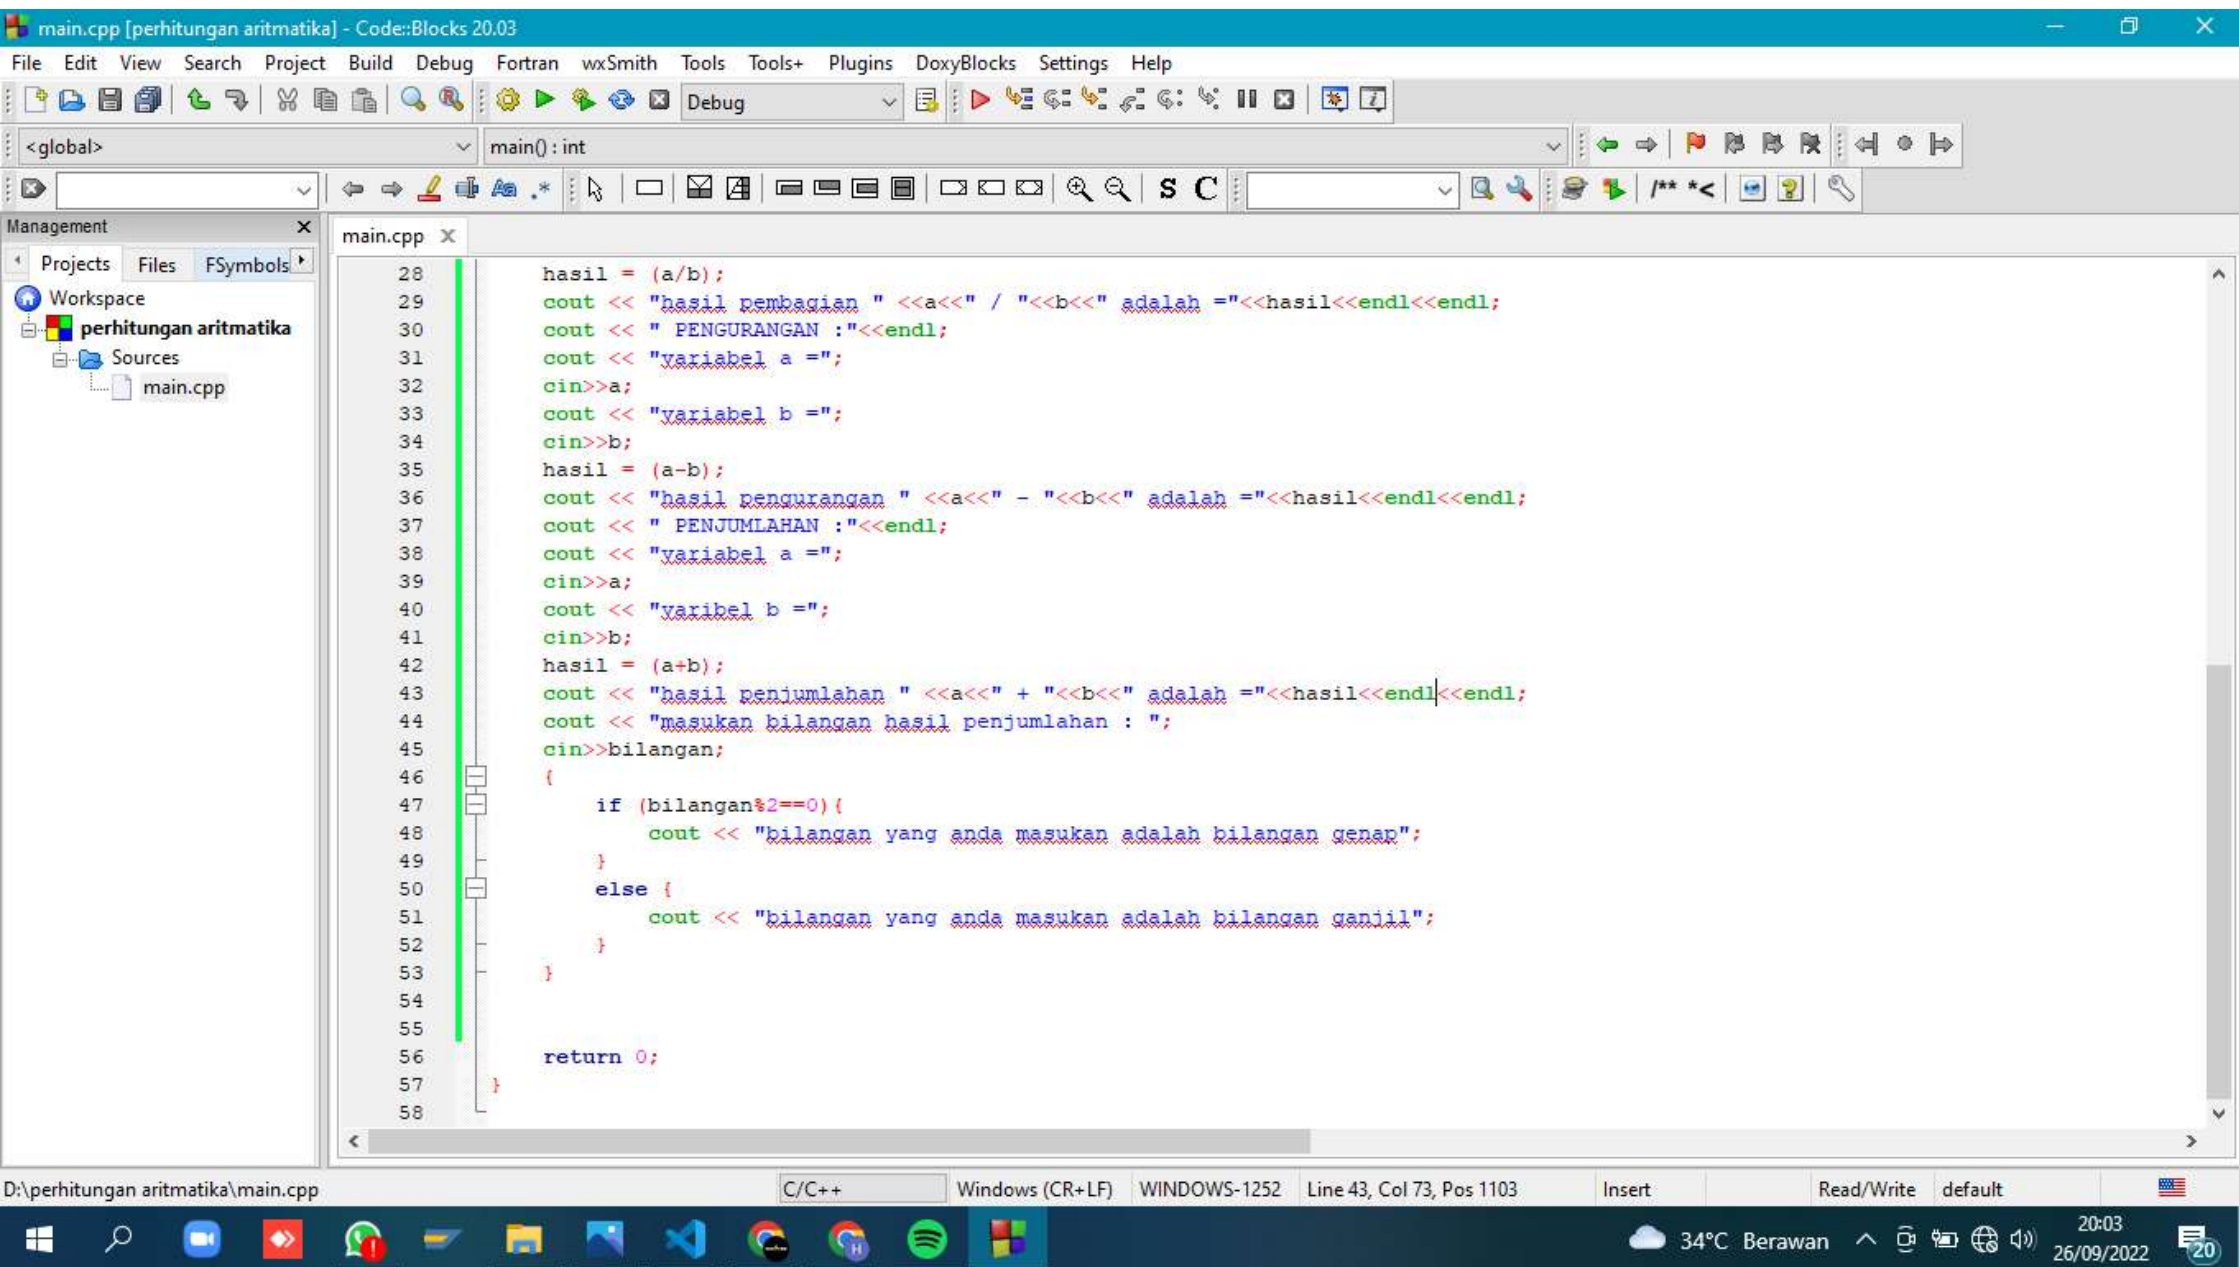 main.cpp [perhitungan aritmatika] - Code::Blocks 20.03
File Edit View Search Project Build Debug Fortran wxSmith Tools Tools+ Plugins DoxyBlocks Settings Help
Debug
<global> main() : int
S C /** *<
Management
main.cpp
Projects Files FSymbols
Workspace
perhitungan aritmatika
Sources
main.cpp
28 hasil = (a/b);
29 cout << "hasil pembagian " <<a<<" / "<<b<<" adalah ="<<hasil<<endl<<endl;
30 cout << " PENGURANGAN :"<<endl;
31 cout << "variabel a =";
32 cin>>a;
33 cout << "variabel b =";
34 cin>>b;
35 hasil = (a-b);
36 cout << "hasil pengurangan " <<a<<" - "<<b<<" adalah ="<<hasil<<endl<<endl;
37 cout << " PENJUMLAHAN :"<<endl;
38 cout << "variabel a =";
39 cin>>a;
40 cout << "varibel b =";
41 cin>>b;
42 hasil = (a+b);
43 cout << "hasil penjumlahan " <<a<<" + "<<b<<" adalah ="<<hasil<<endl<<endl;
44 cout << "masukan bilangan hasil penjumlahan : ";
45 cin>>bilangan;
46 {
47 if (bilangan%2==0){
48 cout << "bilangan yang anda masukan adalah bilangan genap";
49 }
50 else {
51 cout << "bilangan yang anda masukan adalah bilangan ganjil";
52 }
53 }
54
55
56 return 0;
57 }
58
D:\perhitungan aritmatika\main.cpp C/C++ Windows (CR+LF) WINDOWS-1252 Line 43, Col 73, Pos 1103 Insert Read/Write default
34°C Berawan 20:03
26/09/2022 20